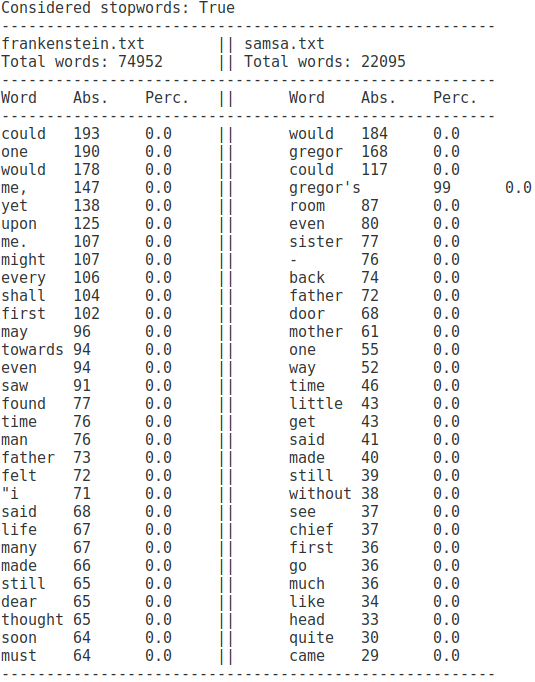 Considered stopwords: True
-------------------------------------------------------
frankenstein.txt        || samsa.txt
Total words: 74952      || Total words: 22095
-------------------------------------------------------
Word    Abs.    Perc.   ||      Word    Abs.    Perc.
-------------------------------------------------------
could   193     0.0     ||      would   184     0.0
one     190     0.0     ||      gregor  168     0.0
would   178     0.0     ||      could   117     0.0
me,     147     0.0     ||      gregor's        99      0.0
yet     138     0.0     ||      room    87      0.0
upon    125     0.0     ||      even    80      0.0
me.     107     0.0     ||      sister  77      0.0
might   107     0.0     ||      -       76      0.0
every   106     0.0     ||      back    74      0.0
shall   104     0.0     ||      father  72      0.0
first   102     0.0     ||      door    68      0.0
may     96      0.0     ||      mother  61      0.0
towards 94      0.0     ||      one     55      0.0
even    94      0.0     ||      way     52      0.0
saw     91      0.0     ||      time    46      0.0
found   77      0.0     ||      little  43      0.0
time    76      0.0     ||      get     43      0.0
man     76      0.0     ||      said    41      0.0
father  73      0.0     ||      made    40      0.0
felt    72      0.0     ||      still   39      0.0
"i      71      0.0     ||      without 38      0.0
said    68      0.0     ||      see     37      0.0
life    67      0.0     ||      chief   37      0.0
many    67      0.0     ||      first   36      0.0
made    66      0.0     ||      go      36      0.0
still   65      0.0     ||      much    36      0.0
dear    65      0.0     ||      like    34      0.0
thought 65      0.0     ||      head    33      0.0
soon    64      0.0     ||      quite   30      0.0
must    64      0.0     ||      came    29      0.0
-------------------------------------------------------